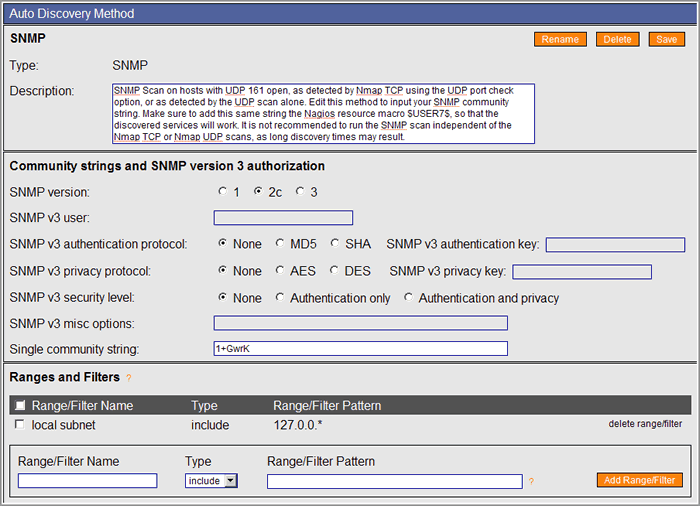 Auto Discovery Method
SNMP Rename Delete Save
Type: SNMP
Description: SNMP Scan on hosts with UDP 161 open, as detected by Nmap TCP using the UDP port check
option, or as detected by the UDP scan alone. Edit this method to input your SNMP community
string. Make sure to add this same string the Nagios resource macro $USER7$, so that the
discovered services will work. It is not recommended to run the SNMP scan independent of the
Nmap TCP or Nmap UDP scans, as long discovery times may result.
Community strings and SNMP version 3 authorization
SNMP version: 1 2c 3
SNMP v3 user:
SNMP v3 authentication protocol: None MD5 SHA SNMP v3 authentication key:
SNMP v3 privacy protocol: None AES DES SNMP v3 privacy key:
SNMP v3 security level: None Authentication only Authentication and privacy
SNMP v3 misc options:
Single community string: 1+GwrK
Ranges and Filters ?
Range/Filter Name Type Range/Filter Pattern
local subnet include 127.0.0.* delete range/filter
Range/Filter Name Type Range/Filter Pattern
include ? Add Range/Filter